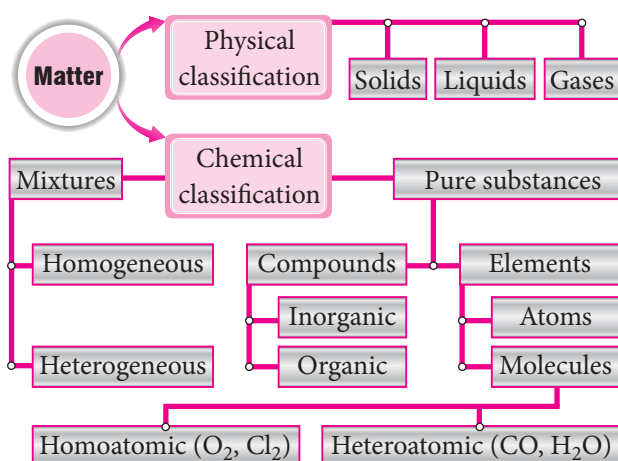 Matter
Physical
classification
Solids
Liquids
Gases
Chemical
classification
Mixtures
Pure substances
Homogeneous
Compounds
Elements
Inorganic
Atoms
Heterogeneous
Organic
Molecules
Homoatomic (O₂, Cl₂)
Heteroatomic (CO, H₂O)